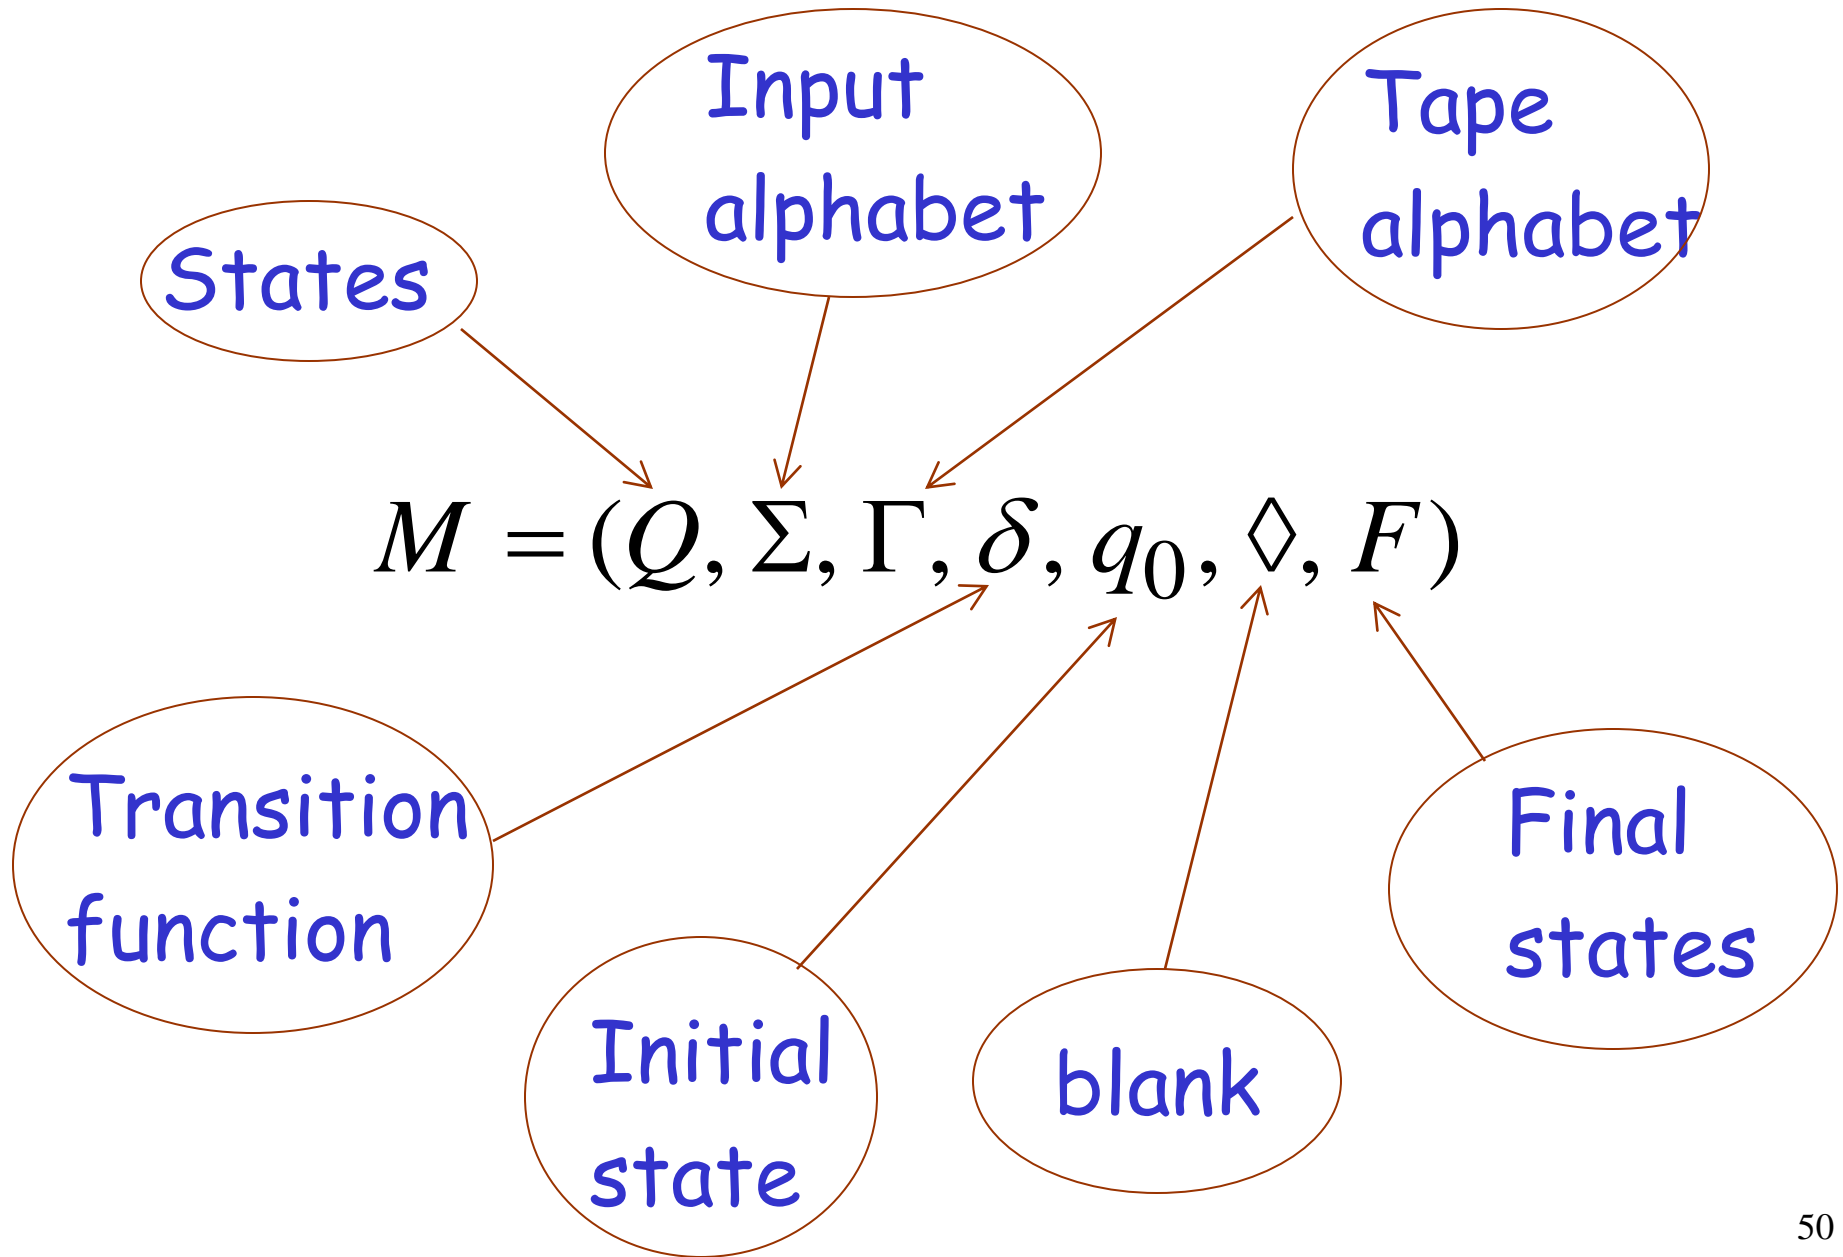 Input
alphabet
Tape
alphabet
States
M = (Q, Σ, Γ, δ, q₀, ◊, F)
Transition
function
Initial
state
blank
Final
states
50